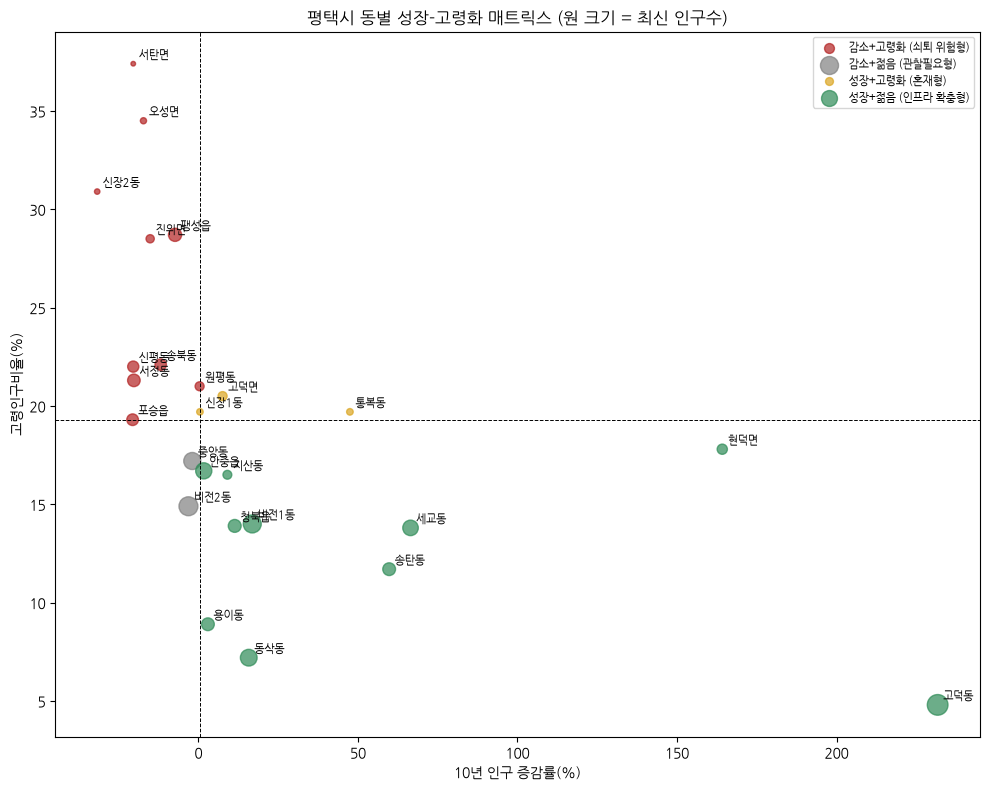 평택시 동별 성장-고령화 매트릭스 (원 크기 = 최신 인구수)
감소+고령화 (쇠퇴 위험형)
감소+젊음 (관찰필요형)
성장+고령화 (혼재형)
성장+젊음 (인프라 확충형)
고령인구비율(%)
35
30
25
20
15
10
5
서탄면
오성면
신장2동
진위면
팽성읍
신평동
송북동
서정동
원평동
고덕면
신장1동
통복동
포승읍
현덕면
중앙동
안중읍
지산동
비전2동
청북읍
비전1동
세교동
송탄동
용이동
동삭동
고덕동
0
50
100
150
200
10년 인구 증감률(%)